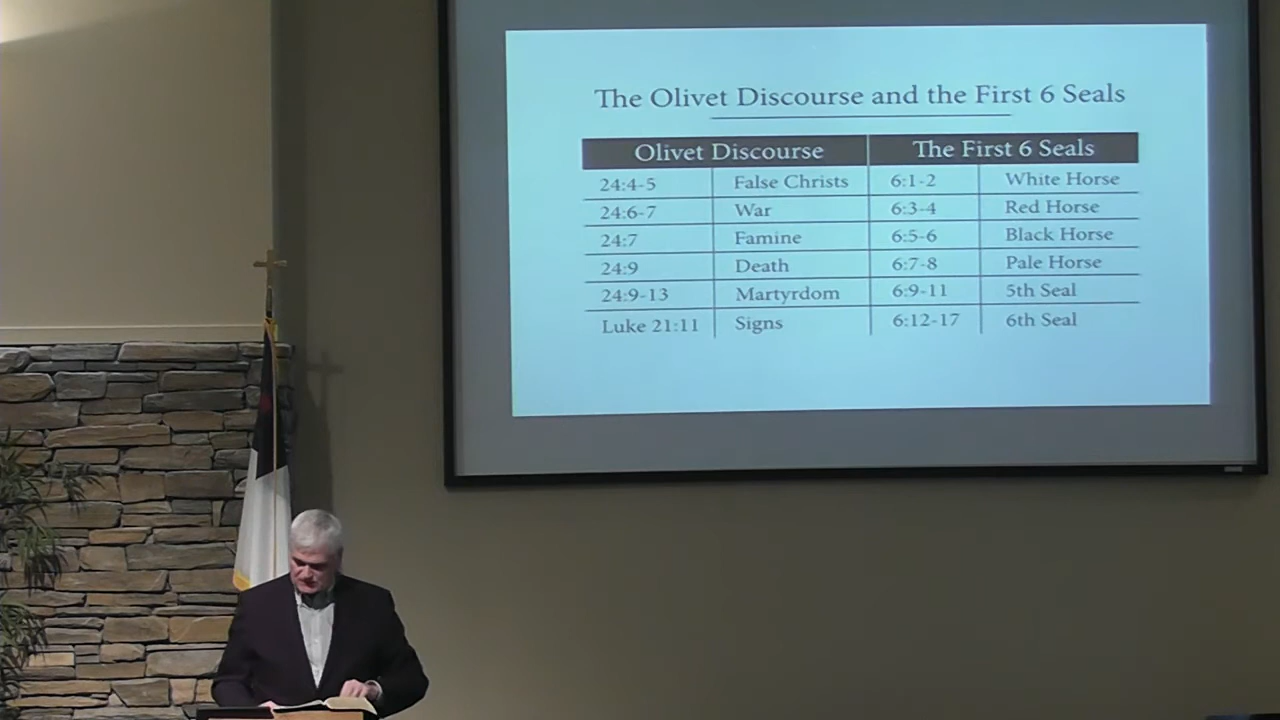 The Olivet Discourse and the First 6 Seals
Olivet Discourse The First 6 Seals
24:4-5 False Christs 6:1-2 White Horse
24:6-7 War 6:3-4 Red Horse
24:7 Famine 6:5-6 Black Horse
24:9 Death 6:7-8 Pale Horse
24:9-13 Martyrdom 6:9-11 5th Seal
Luke 21:11 Signs 6:12-17 6th Seal